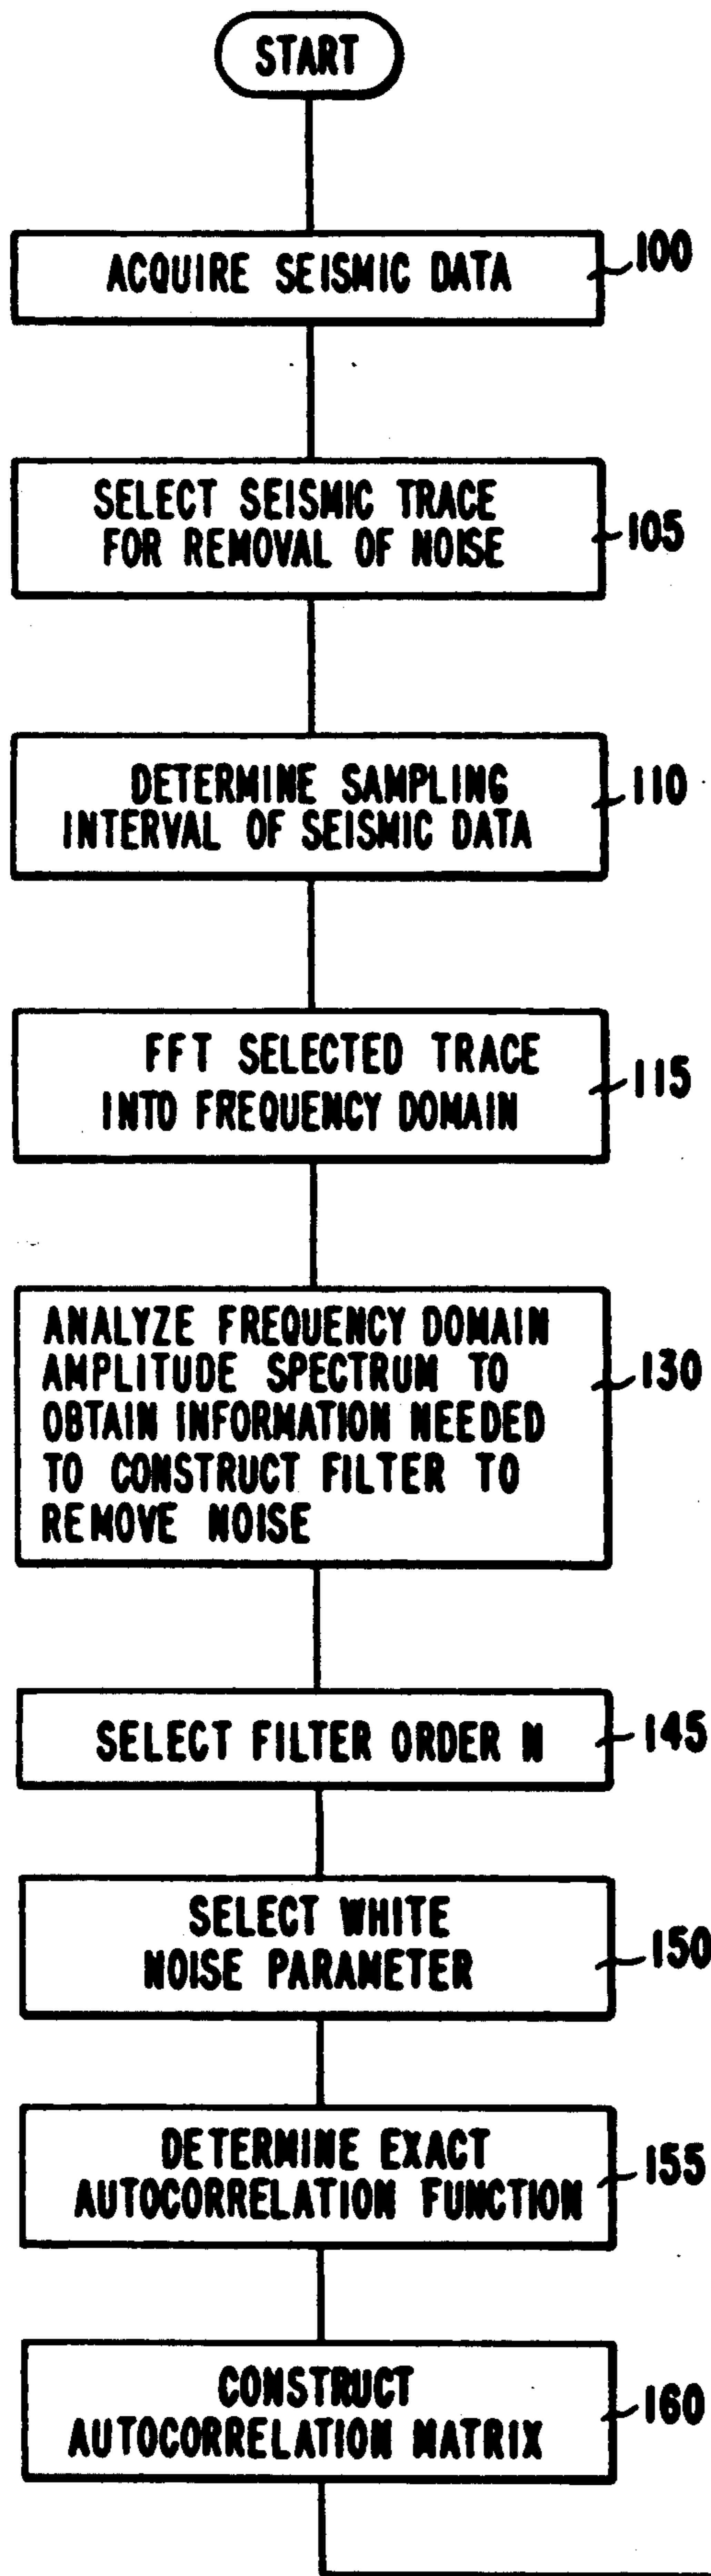 START
ACQUIRE SEISMIC DATA
100
SELECT SEISMIC TRACE
FOR REMOVAL OF NOISE
105
DETERMINE SAMPLING
INTERVAL OF SEISMIC DATA
110
FFT SELECTED TRACE
INTO FREQUENCY DOMAIN
115
ANALYZE FREQUENCY DOMAIN
AMPLITUDE SPECTRUM TO
OBTAIN INFORMATION NEEDED
TO CONSTRUCT FILTER TO
REMOVE NOISE
130
SELECT FILTER ORDER N
145
SELECT WHITE
NOISE PARAMETER
150
DETERMINE EXACT
AUTOCORRELATION FUNCTION
155
CONSTRUCT
AUTOCORRELATION MATRIX
160